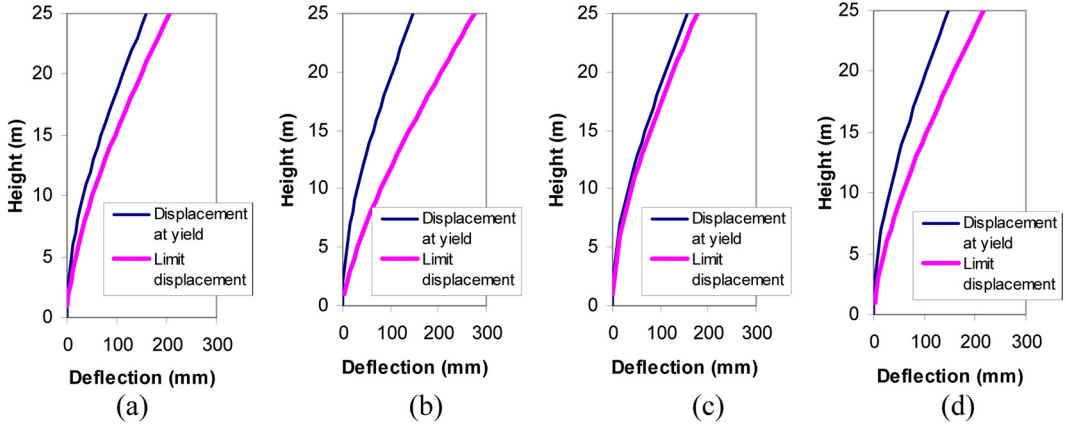 25
20
15
10
5
0
Height (m)
Displacement
at yield
Limit
displacement
0 100 200 300
Deflection (mm)
(a)
25
20
15
10
5
0
Height (m)
Displacement
at yield
Limit
displacement
0 100 200 300
Deflection (mm)
(b)
25
20
15
10
5
0
Height (m)
Displacement
at yield
Limit
displacement
0 100 200 300
Deflection (mm)
(c)
25
20
15
10
5
0
Height (m)
Displacement
at yield
Limit
displacement
0 100 200 300
Deflection (mm)
(d)